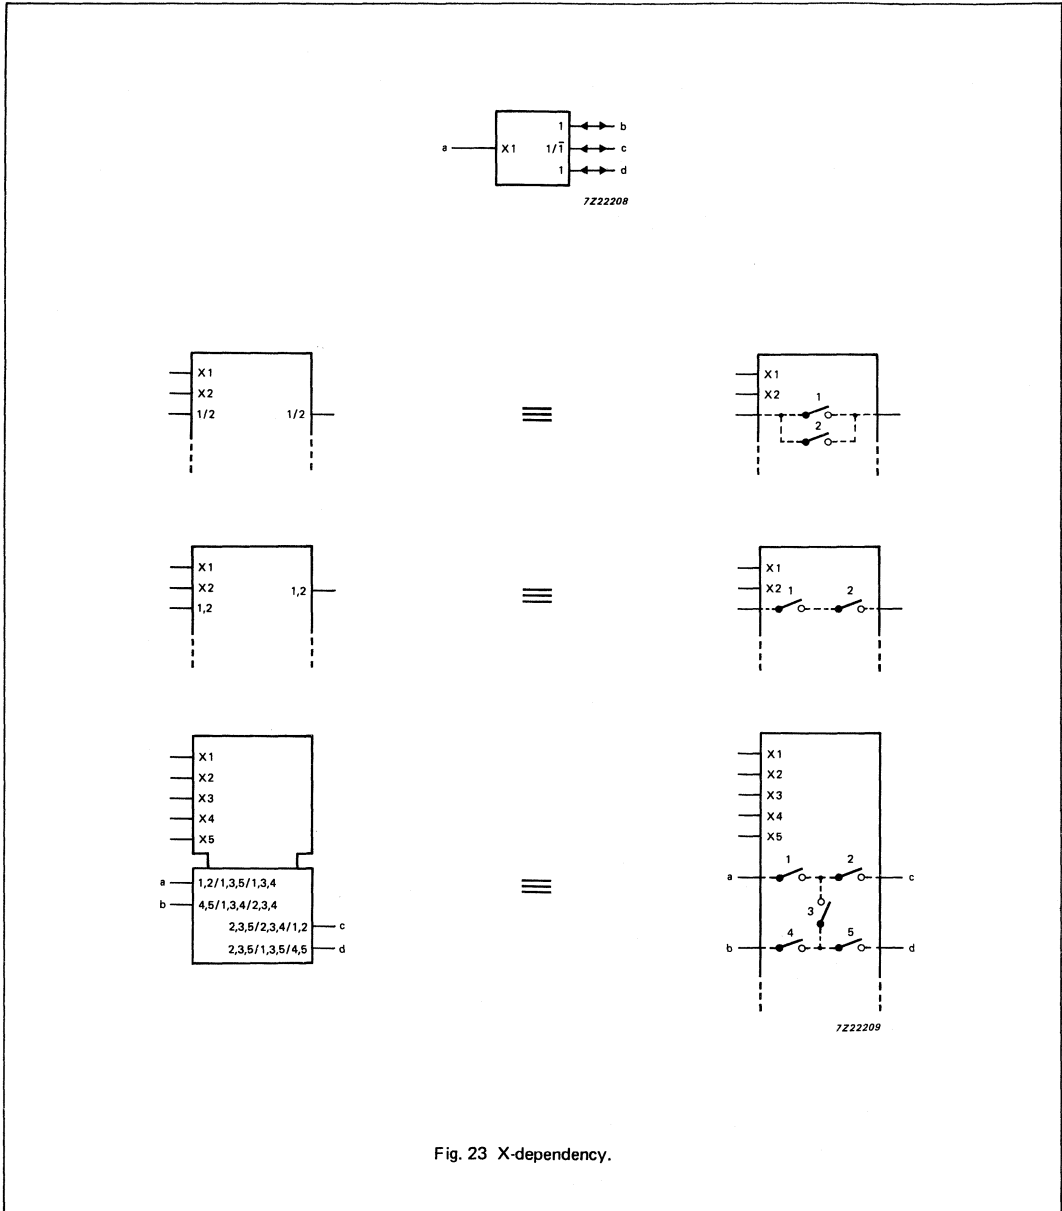 1 b
a X1 1/1̅ c
1 d
7Z22208
X1
X2
1/2 1/2
X1
X2
1
2
X1
X2 1,2
1,2
X1
X2 1 2
X1
X2
X3
X4
X5
a 1,2/1,3,5/1,3,4
b 4,5/1,3,4/2,3,4
2,3,5/2,3,4/1,2 c
2,3,5/1,3,5/4,5 d
X1
X2
X3
X4
X5
1 2
a c
3
4 5
b d
7Z22209
Fig. 23 X-dependency.